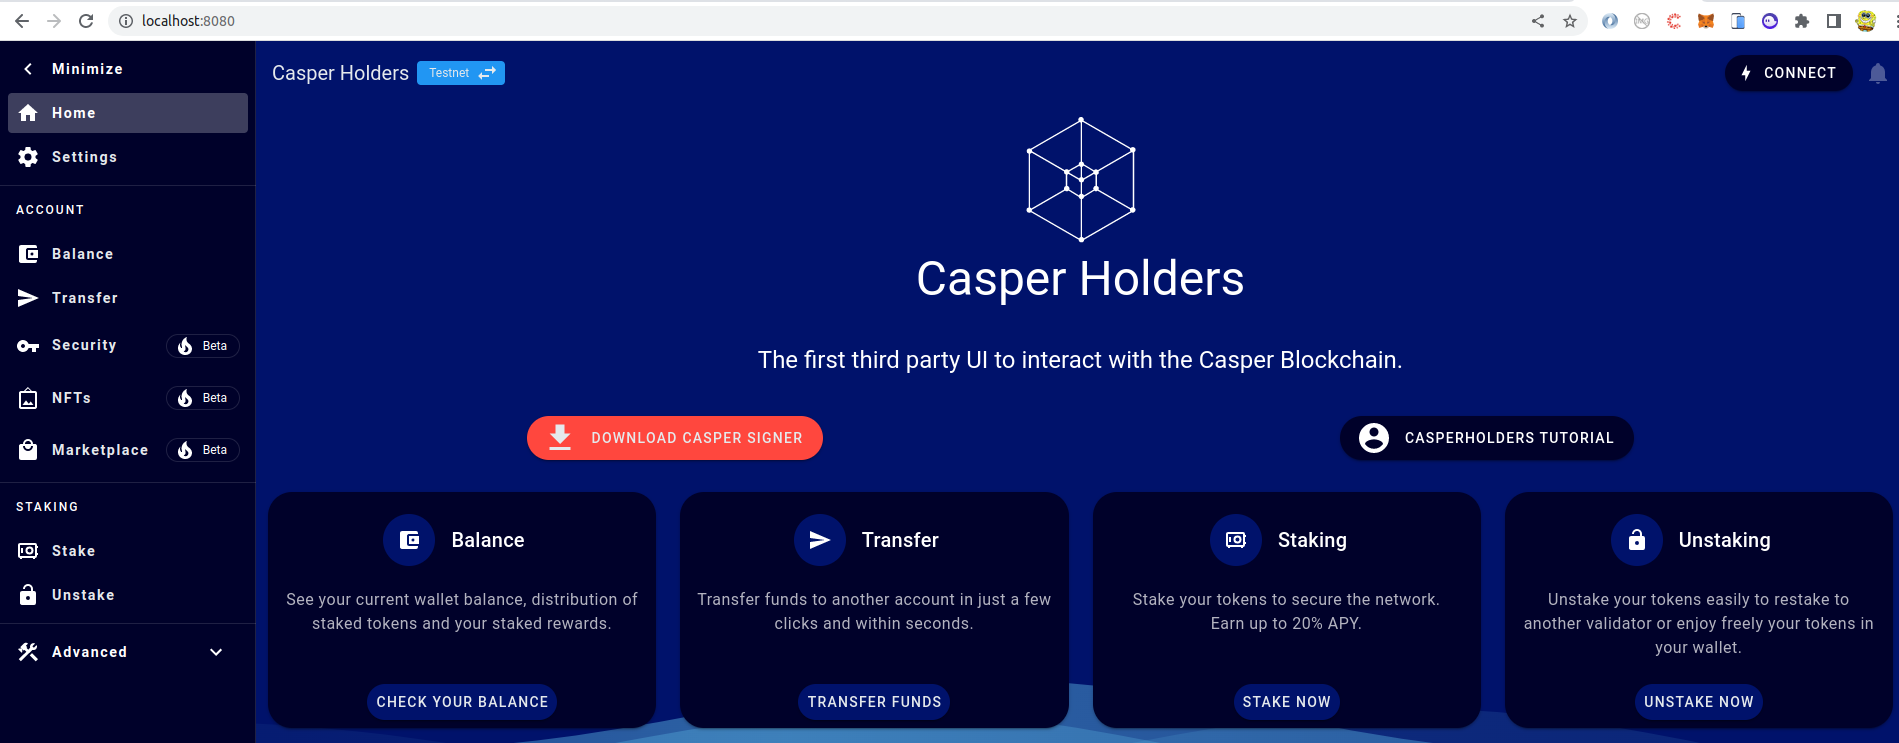 localhost:8080
Minimize
Home
Settings
ACCOUNT
Balance
Transfer
Security Beta
NFTs Beta
Marketplace Beta
STAKING
Stake
Unstake
Advanced
Casper Holders Testnet
CONNECT
Casper Holders
The first third party UI to interact with the Casper Blockchain.
DOWNLOAD CASPER SIGNER
CASPERHOLDERS TUTORIAL
Balance
See your current wallet balance, distribution of
staked tokens and your staked rewards.
CHECK YOUR BALANCE
Transfer
Transfer funds to another account in just a few
clicks and within seconds.
TRANSFER FUNDS
Staking
Stake your tokens to secure the network.
Earn up to 20% APY.
STAKE NOW
Unstaking
Unstake your tokens easily to restake to
another validator or enjoy freely your tokens in
your wallet.
UNSTAKE NOW